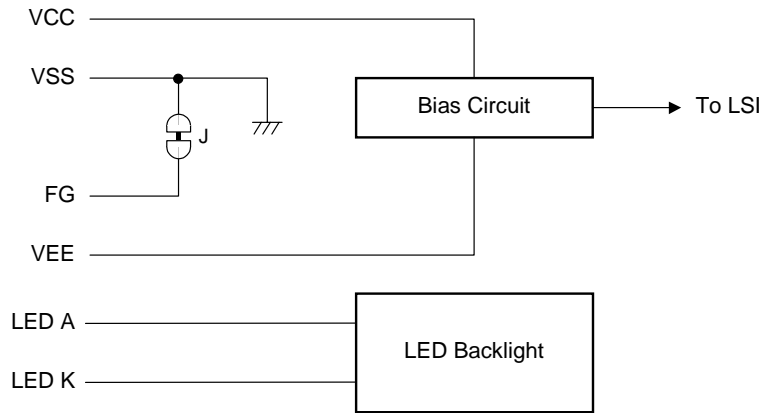 VCC
VSS
Bias Circuit
To LSI
J
FG
VEE
LED A
LED Backlight
LED K